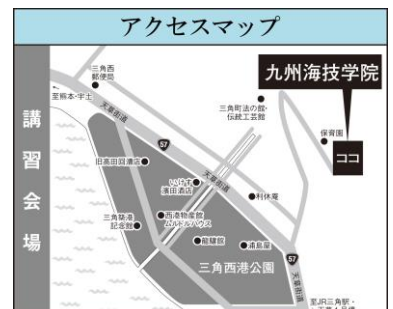 アクセスマップ
講習会場
九州海技学院
ココ
三角西
郵便局
至熊本・宇土
天草街道
57
三角町法の館・
伝統工芸館
保育園
旧高田回漕店
いけす
濱田酒店
天草街道
利休庵
三角築港
記念館
西港物産館
ムルドルハウス
龍驤館
浦島屋
57
三角西港公園
天草街道
至JR三角駅・